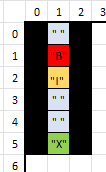 0 1 2 3
0 " "
1 "B"
2 "I"
3 " "
4 " "
5 "X"
6